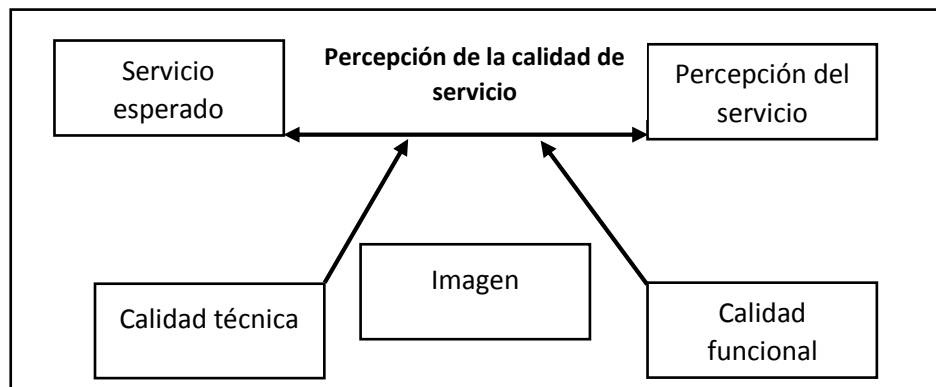 Servicio
esperado
Percepción de la calidad de
servicio
Percepción del
servicio
Imagen
Calidad técnica
Calidad
funcional